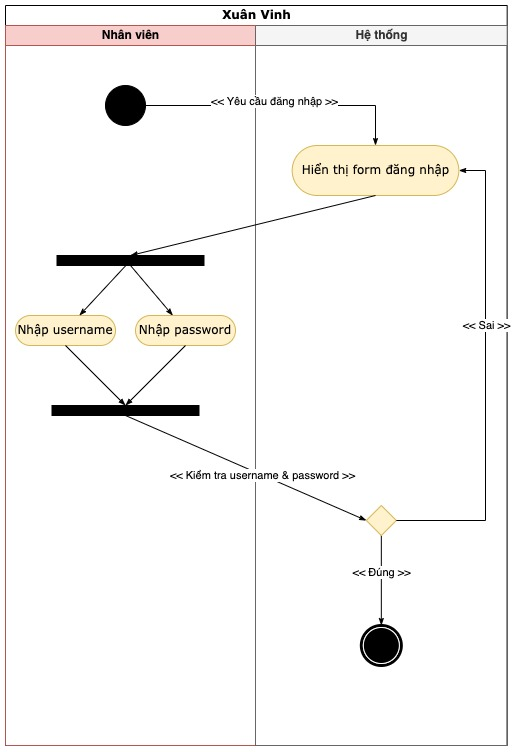 Xuân Vinh
Nhân viên
Hệ thống
<< Yêu cầu đăng nhập >>
Hiển thị form đăng nhập
Nhập username
Nhập password
<< Sai >>
<< Kiểm tra username & password >>
<< Đúng >>